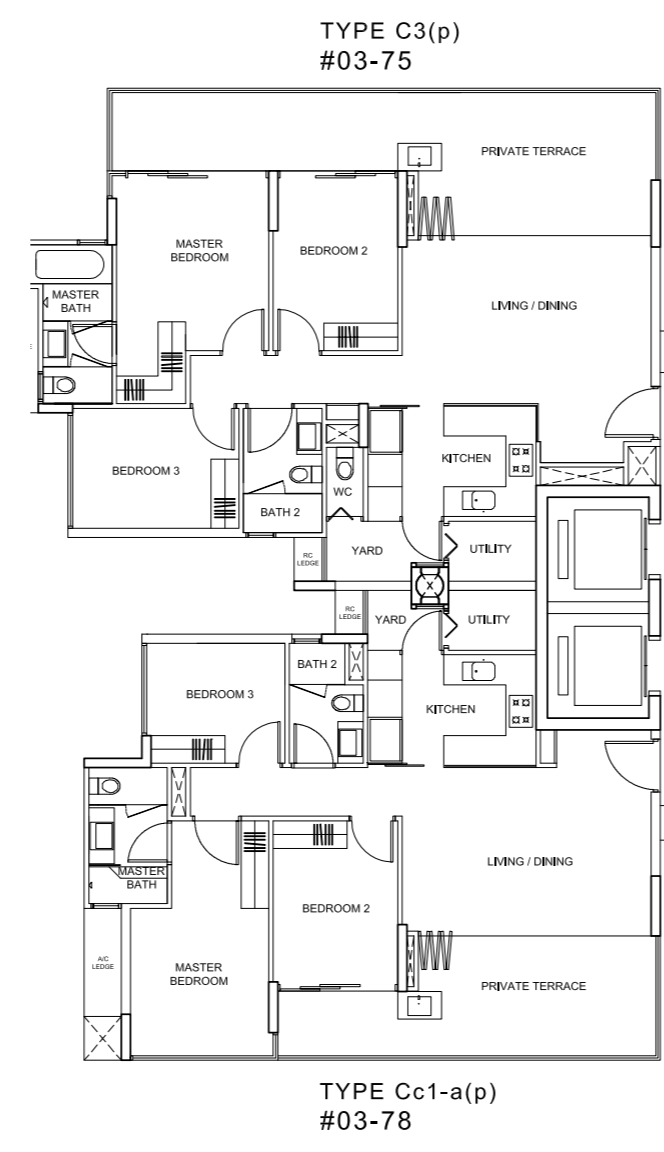 TYPE C3(p)
#03-75
PRIVATE TERRACE
MASTER
BEDROOM
BEDROOM 2
MASTER
BATH
LIVING / DINING
BEDROOM 3
KITCHEN
WC
BATH 2
YARD
UTILITY
RC
LEDGE
RC
LEDGE
YARD
UTILITY
BATH 2
BEDROOM 3
KITCHEN
LIVING / DINING
MASTER
BATH
BEDROOM 2
A/C
LEDGE
MASTER
BEDROOM
PRIVATE TERRACE
TYPE Cc1-a(p)
#03-78